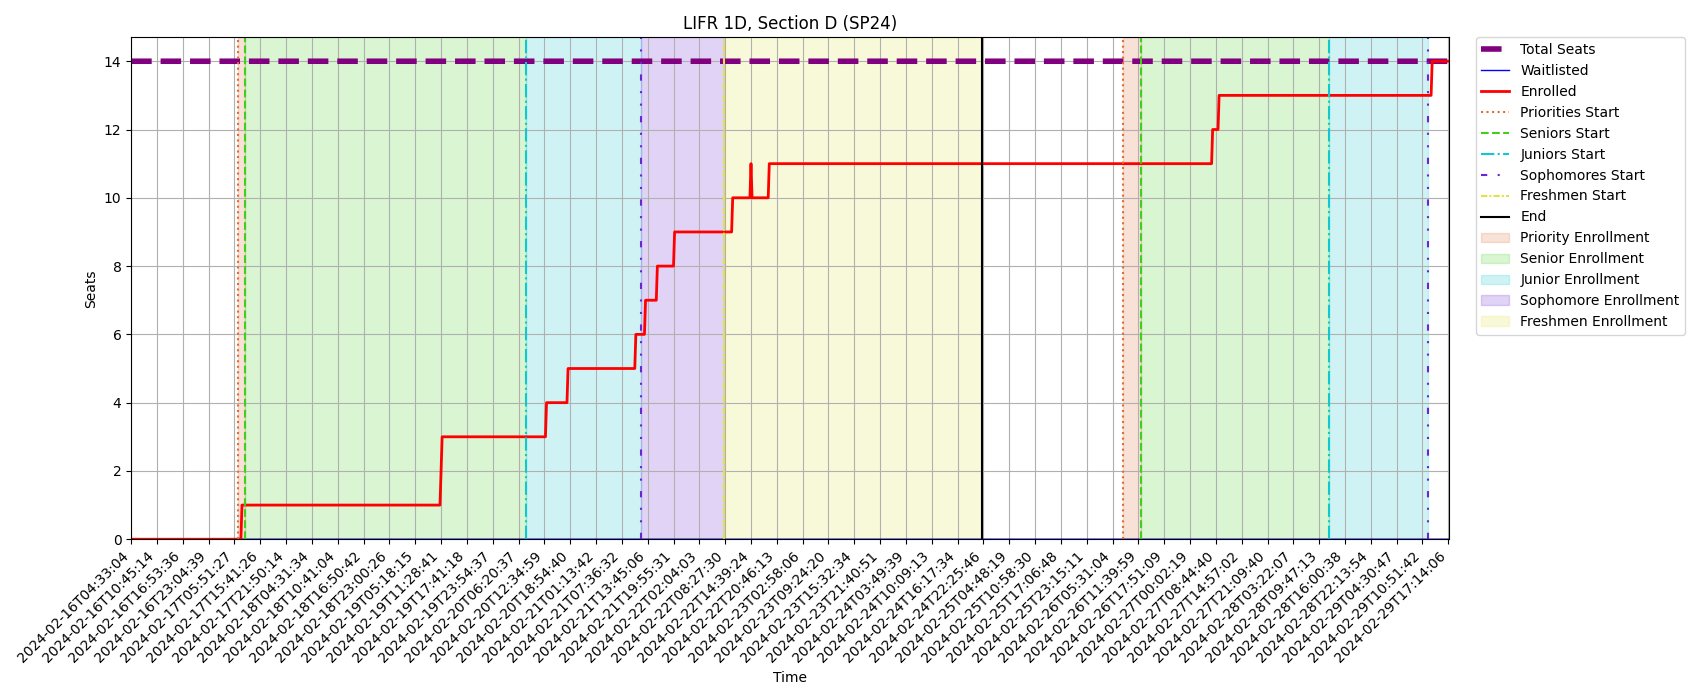 LIFR 1D, Section D (SP24)
Seats
14
12
10
8
6
4
2
0
2024-02-16T04:33:04
2024-02-16T10:45:14
2024-02-16T16:53:36
2024-02-16T23:04:39
2024-02-17T05:51:27
2024-02-17T15:41:26
2024-02-17T21:50:14
2024-02-18T04:31:34
2024-02-18T10:41:04
2024-02-18T16:50:42
2024-02-18T23:00:26
2024-02-19T05:18:15
2024-02-19T11:28:41
2024-02-19T17:41:18
2024-02-19T23:54:37
2024-02-20T06:20:37
2024-02-20T12:34:59
2024-02-20T18:54:40
2024-02-21T01:13:42
2024-02-21T07:36:32
2024-02-21T13:45:06
2024-02-21T19:55:31
2024-02-22T02:04:03
2024-02-22T08:27:30
2024-02-22T14:39:24
2024-02-22T20:46:13
2024-02-23T02:58:06
2024-02-23T09:24:20
2024-02-23T15:32:34
2024-02-23T21:40:51
2024-02-24T03:49:39
2024-02-24T10:09:13
2024-02-24T16:17:34
2024-02-24T22:25:46
2024-02-25T04:48:19
2024-02-25T10:58:30
2024-02-25T17:06:48
2024-02-25T23:15:11
2024-02-26T05:31:04
2024-02-26T11:39:59
2024-02-26T17:51:09
2024-02-27T00:02:19
2024-02-27T08:44:40
2024-02-27T14:57:02
2024-02-27T21:09:40
2024-02-28T03:22:07
2024-02-28T09:47:13
2024-02-28T16:00:38
2024-02-28T22:13:54
2024-02-29T04:30:47
2024-02-29T10:51:42
2024-02-29T17:14:06
Time
Total Seats
Waitlisted
Enrolled
Priorities Start
Seniors Start
Juniors Start
Sophomores Start
Freshmen Start
End
Priority Enrollment
Senior Enrollment
Junior Enrollment
Sophomore Enrollment
Freshmen Enrollment